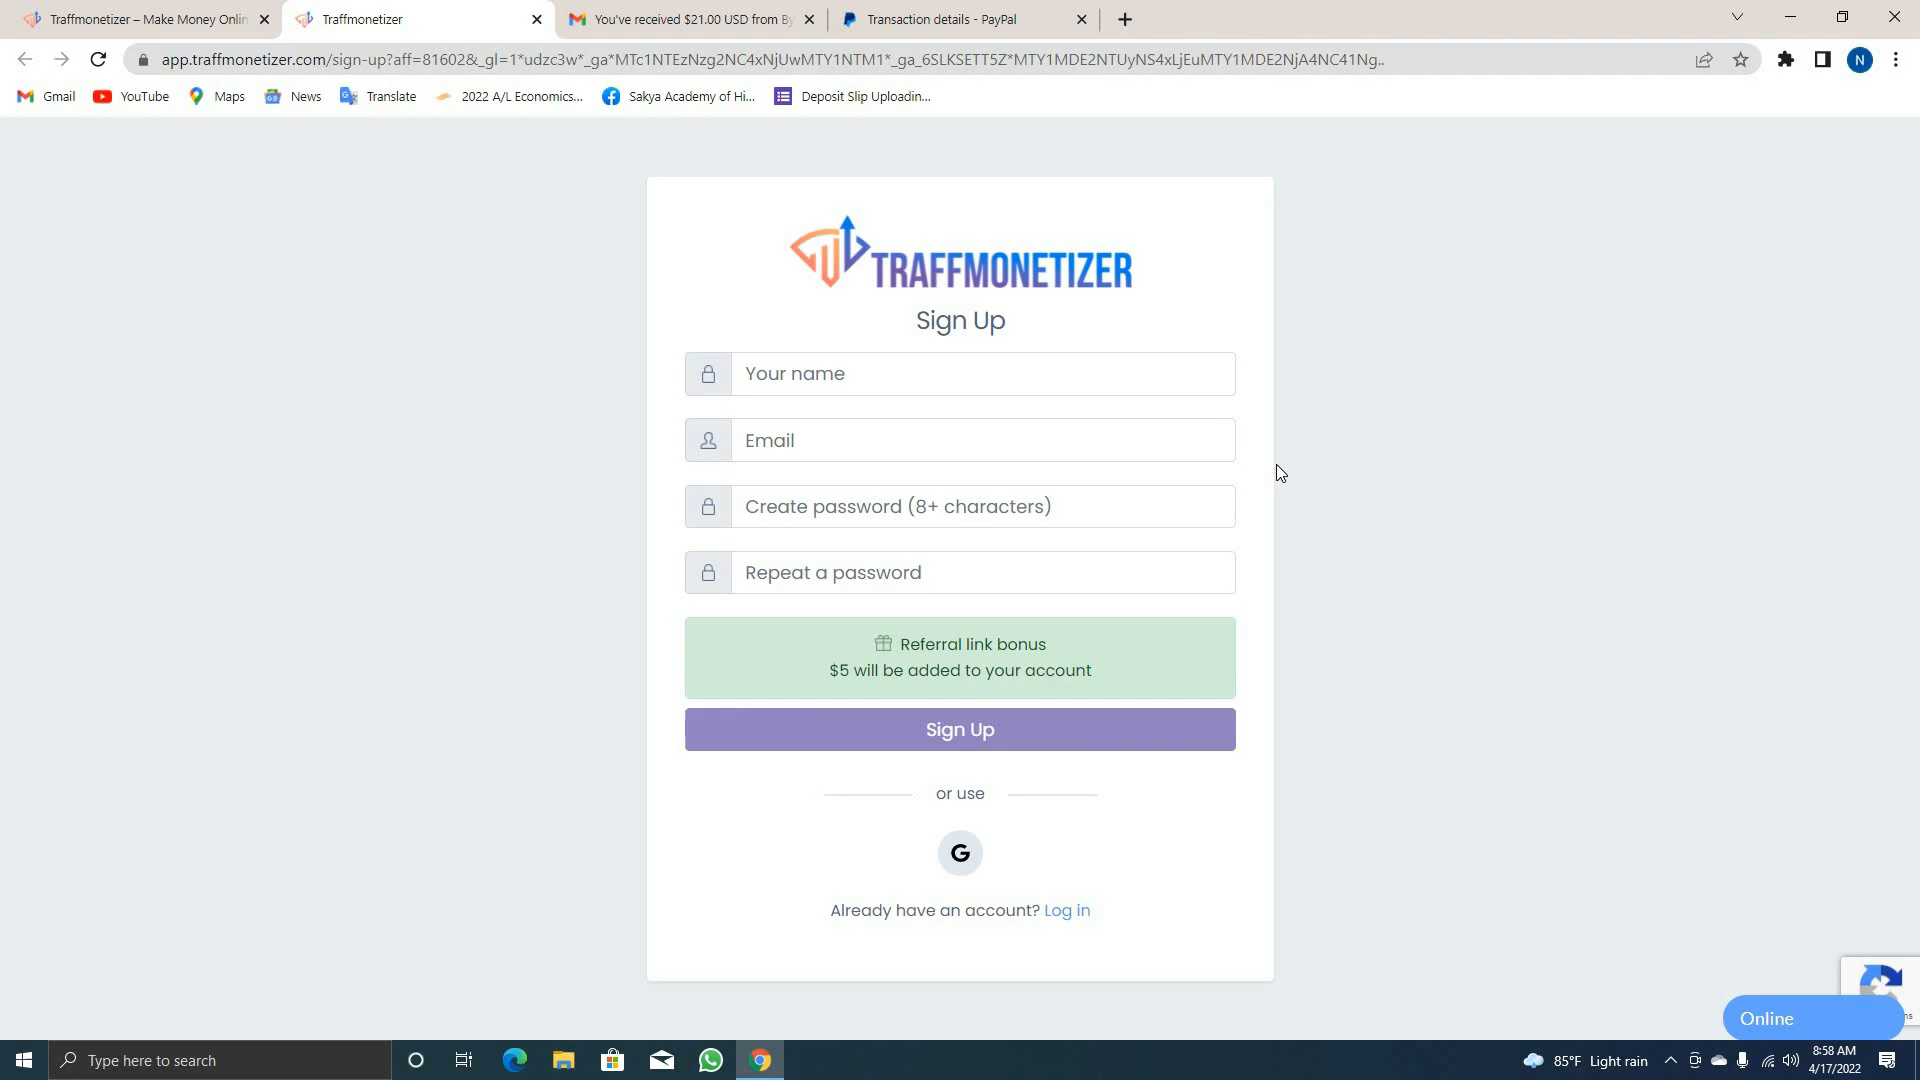 Traffmonetizer – Make Money Onlin
Traffmonetizer
You've received $21.00 USD from By
Transaction details - PayPal
app.traffmonetizer.com/sign-up?aff=81602&_gl=1*udzc3w*_ga*MTc1NTEzNzg2NC4xNjUwMTY1NTM1*_ga_6SLKSETT5Z*MTY1MDE2NTUyNS4xLjEuMTY1MDE2NjA4NC41Ng..
N
Gmail
YouTube
Maps
News
Translate
2022 A/L Economics...
Sakya Academy of Hi...
Deposit Slip Uploadin...
TRAFFMONETIZER
Sign Up
Your name
Email
Create password (8+ characters)
Repeat a password
Referral link bonus
$5 will be added to your account
Sign Up
or use
G
Already have an account? Log in
Online
Type here to search
85°F Light rain
8:58 AM
4/17/2022